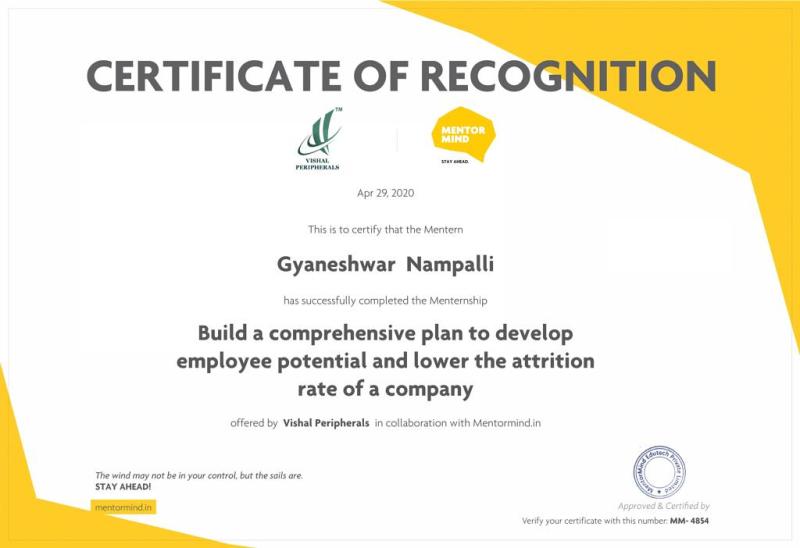 CERTIFICATE OF RECOGNITION
TM
VISHAL
PERIPHERALS
MENTOR
MIND
STAY AHEAD.
Apr 29, 2020
This is to certify that the Mentern
Gyaneshwar Nampalli
has successfully completed the Menternship
Build a comprehensive plan to develop
employee potential and lower the attrition
rate of a company
offered by Vishal Peripherals in collaboration with Mentormind.in
The wind may not be in your control, but the sails are.
STAY AHEAD!
mentormind.in
MentorMind Edutech Private Limited
Approved & Certified by
Verify your certificate with this number: MM- 4854